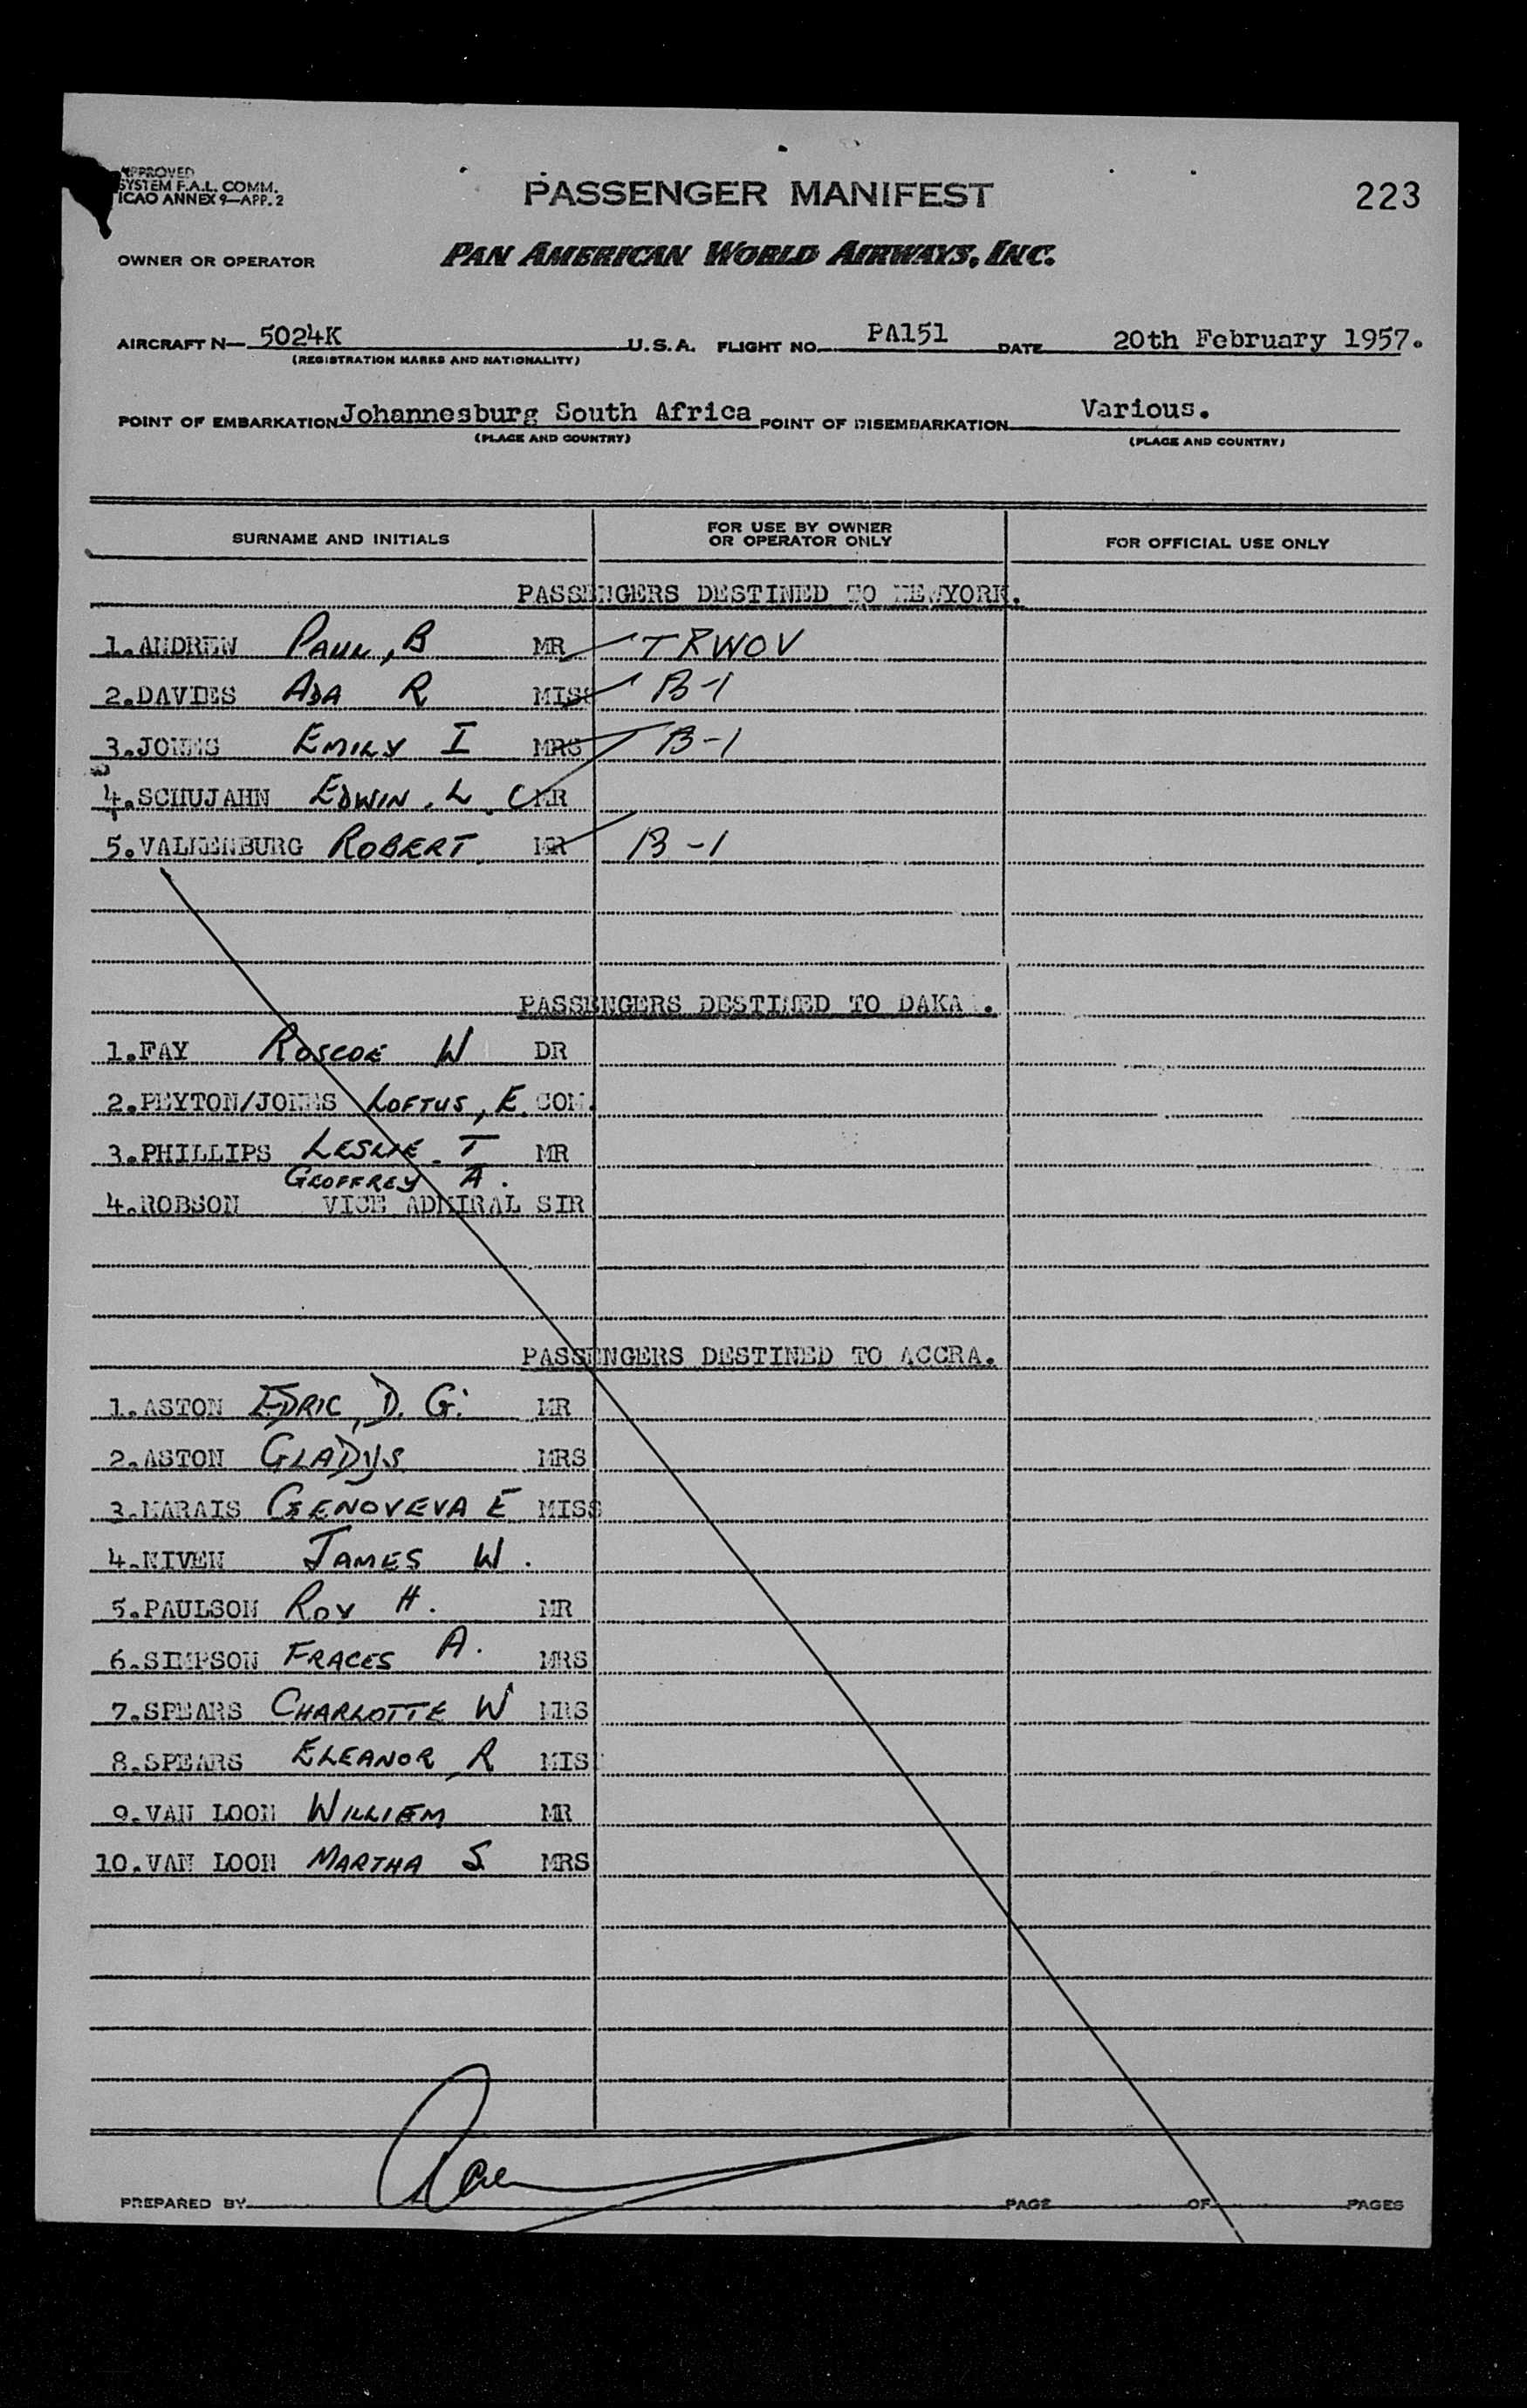 APPROVED
SYSTEM F.A.L. COMM.
ICAO ANNEX 9—APP. 2
PASSENGER MANIFEST
223
OWNER OR OPERATOR PAN AMERICAN WORLD AIRWAYS, INC.
AIRCRAFT N— 5024K U.S.A. FLIGHT NO. PA151 DATE 20th February 1957.
(REGISTRATION MARKS AND NATIONALITY)
POINT OF EMBARKATION Johannesburg South Africa POINT OF DISEMBARKATION Various.
(PLACE AND COUNTRY) (PLACE AND COUNTRY)
SURNAME AND INITIALS FOR USE BY OWNER OR OPERATOR ONLY FOR OFFICIAL USE ONLY
PASSENGERS DESTINED TO NEWYORK.
1.ANDREW PAUL, B MR TRWOV
2.DAVIES ADA R MISS B-1
3.JONES EMILY I MRS B-1
4.SCHUJAHN EDWIN. L. C MR
5.VALKENBURG ROBERT. MR B-1
PASSENGERS DESTINED TO DAKA .
1.FAY ROSCOE W DR
2.PEYTON/JONES LOFTUS, E. COM.
3.PHILLIPS LESLIE. T MR
GEOFFREY A.
4.ROBSON VICE ADMIRAL SIR
PASSENGERS DESTINED TO ACCRA.
1.ASTON EDRIC, D. G. MR
2.ASTON GLADYS MRS
3.MARAIS GENOVEVA E MISS
4.NIVEN JAMES W.
5.PAULSON ROY H. MR
6.SIMPSON FRACES A. MRS
7.SPEARS CHARLOTTE W MRS
8.SPEARS ELEANOR R MIS
9.VAN LOON WILLIEM MR
10.VAN LOON MARTHA S. MRS
PREPARED BY PAGE OF PAGES